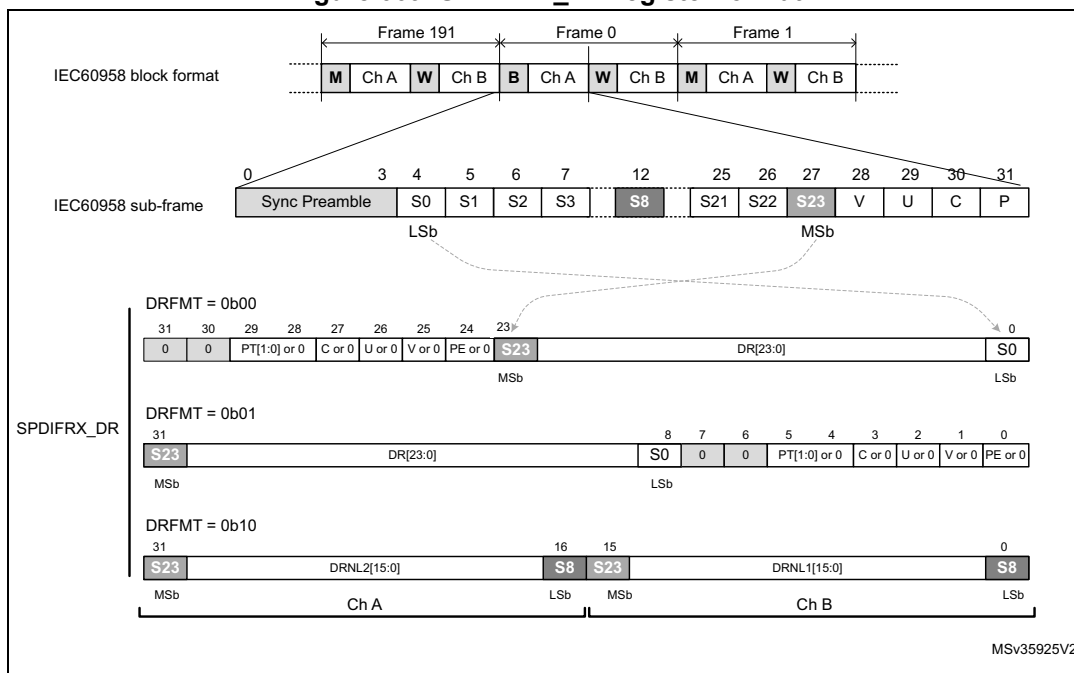 Frame 191 Frame 0 Frame 1
IEC60958 block format M Ch A W Ch B B Ch A W Ch B M Ch A W Ch B
0 3 4 5 6 7 12 25 26 27 28 29 30 31
IEC60958 sub-frame Sync Preamble S0 S1 S2 S3 S8 S21 S22 S23 V U C P
LSb MSb
DRFMT = 0b00
31 30 29 28 27 26 25 24 23 0
0 0 PT[1:0] or 0 C or 0 U or 0 V or 0 PE or 0 S23 DR[23:0] S0
MSb LSb
SPDIFRX_DR
DRFMT = 0b01
31 8 7 6 5 4 3 2 1 0
S23 DR[23:0] S0 0 0 PT[1:0] or 0 C or 0 U or 0 V or 0 PE or 0
MSb LSb
DRFMT = 0b10
31 16 15 0
S23 DRNL2[15:0] S8 S23 DRNL1[15:0] S8
MSb LSb MSb LSb
Ch A Ch B
MSv35925V2